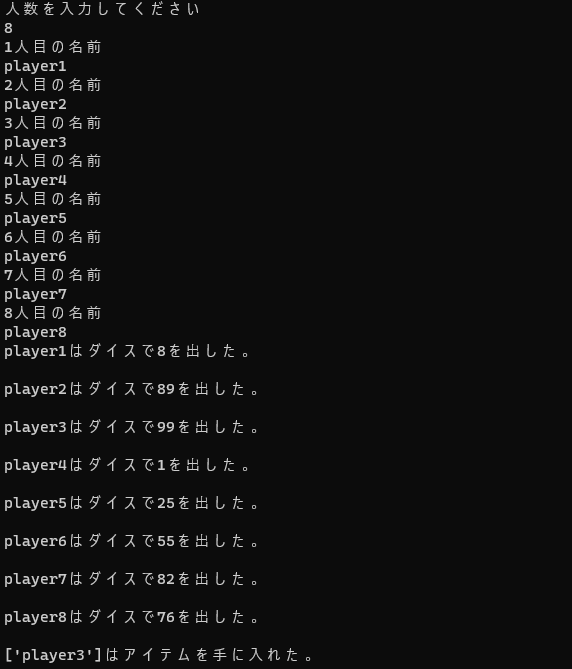 人数を入力してください
8
1人目の名前
player1
2人目の名前
player2
3人目の名前
player3
4人目の名前
player4
5人目の名前
player5
6人目の名前
player6
7人目の名前
player7
8人目の名前
player8
player1はダイスで8を出した。
player2はダイスで89を出した。
player3はダイスで99を出した。
player4はダイスで1を出した。
player5はダイスで25を出した。
player6はダイスで55を出した。
player7はダイスで82を出した。
player8はダイスで76を出した。
['player3']はアイテムを手に入れた。